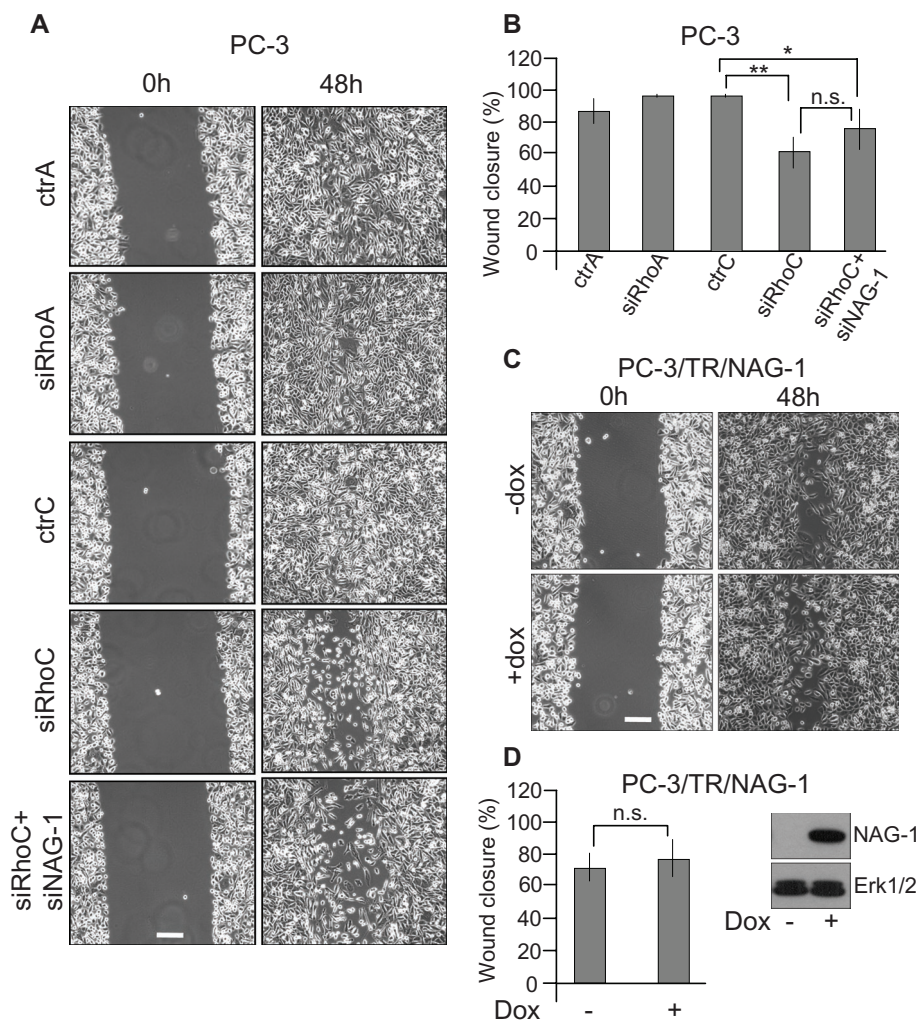 A
PC-3
0h
48h
ctrA
siRhoA
ctrC
siRhoC
siRhoC+
siNAG-1
B
PC-3
Wound closure (%)
120
100
80
60
80
40
20
0
*
**
n.s.
ctrA
siRhoA
ctrC
siRhoC
siRhoC+
siNAG-1
C
PC-3/TR/NAG-1
0h
48h
-dox
+dox
D
PC-3/TR/NAG-1
Wound closure (%)
120
100
80
60
80
40
20
0
n.s.
Dox
-
+
NAG-1
Erk1/2
Dox - +